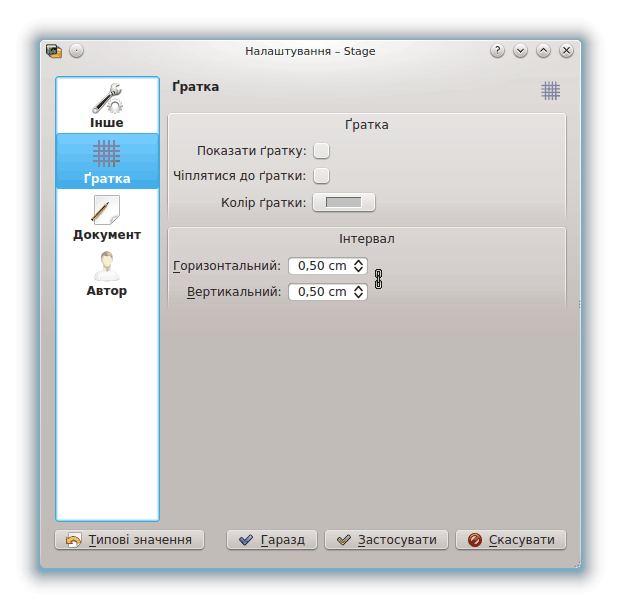 Налаштування – Stage
Інше
Ґратка
Документ
Автор
Ґратка
Ґратка
Показати ґратку:
Чіплятися до ґратки:
Колір ґратки:
Інтервал
Горизонтальний: 0,50 cm
Вертикальний: 0,50 cm
Типові значення
Гаразд
Застосувати
Скасувати